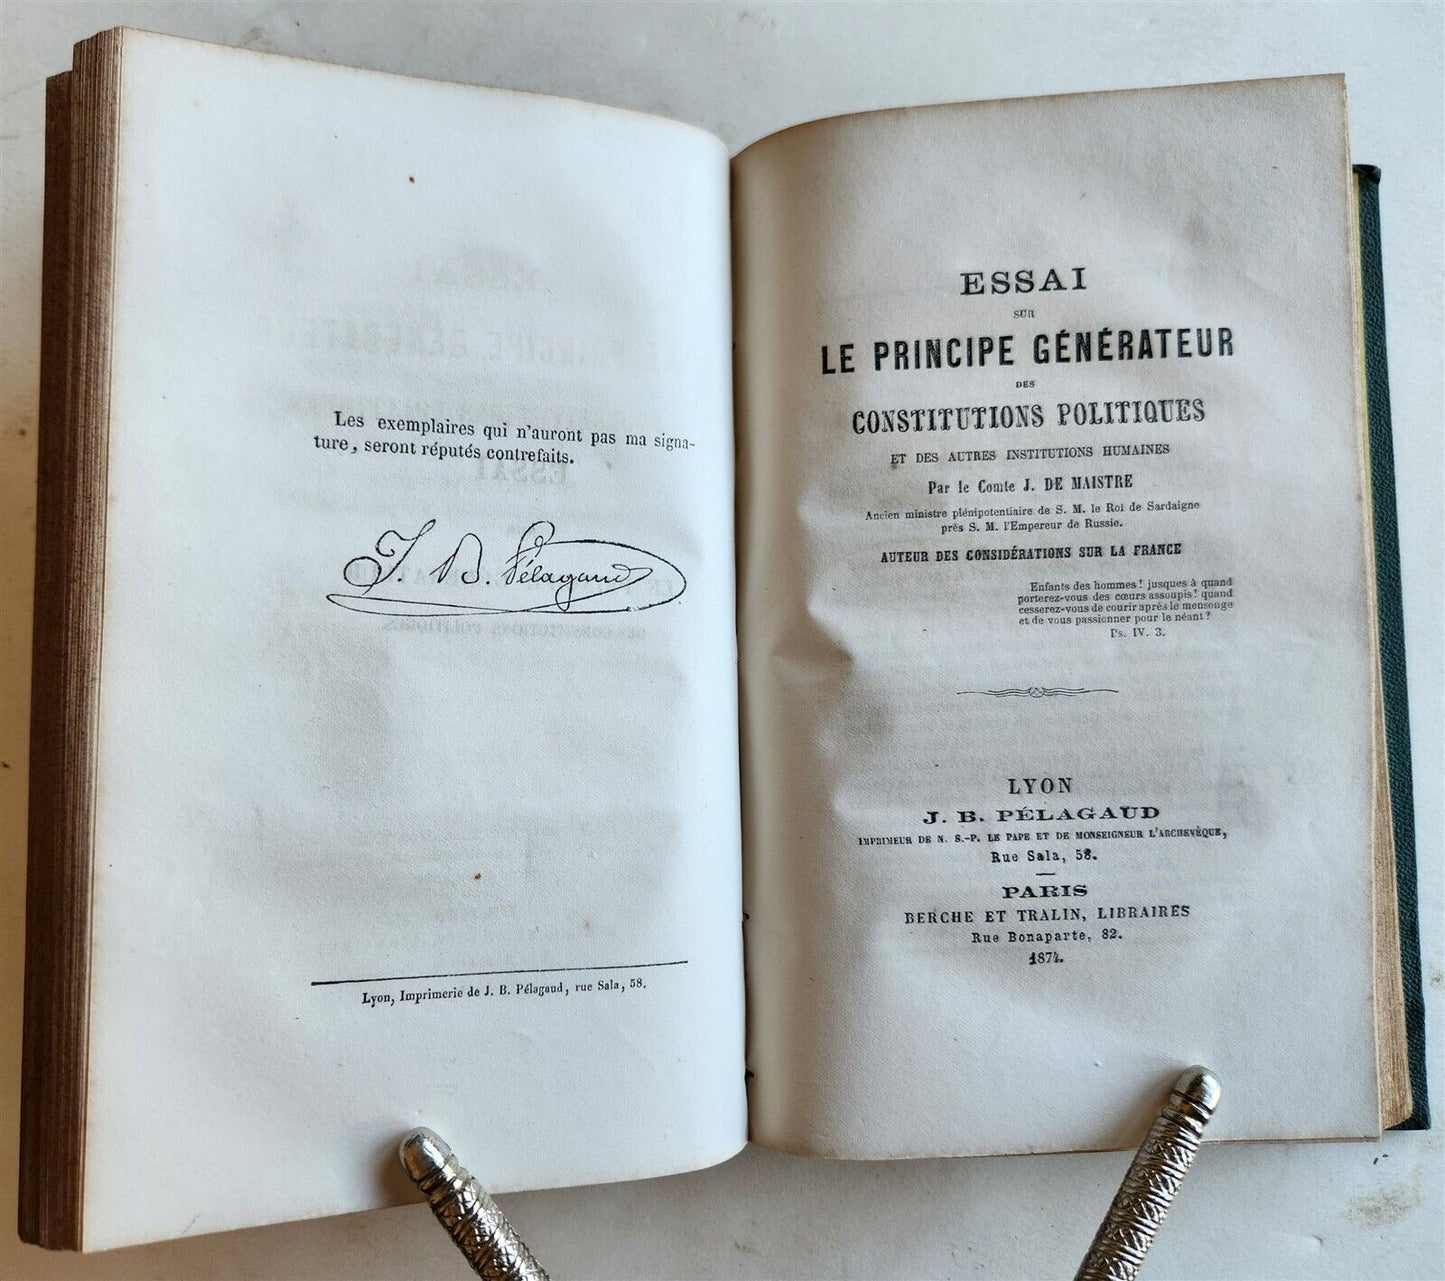 Les exemplaires qui n'auront pas ma signa-
ture, seront réputés contrefaits.
J. B. Pélagaud
Lyon, Imprimerie de J. B. Pélagaud, rue Sala, 58.
ESSAI
SUR
LE PRINCIPE GÉNÉRATEUR
DES
CONSTITUTIONS POLITIQUES
ET DES AUTRES INSTITUTIONS HUMAINES
Par le Comte J. DE MAISTRE
Ancien ministre plénipotentiaire de S. M. le Roi de Sardaigne
près S. M. l'Empereur de Russie.
AUTEUR DES CONSIDÉRATIONS SUR LA FRANCE
Enfants des hommes! jusques à quand
porterez-vous des cœurs assoupis! quand
cesserez-vous de courir après le mensonge
et de vous passionner pour le néant?
Ps. IV. 3.
LYON
J. B. PÉLAGAUD
IMPRIMEUR DE N. S.-P. LE PAPE ET DE MONSEIGNEUR L'ARCHEVÊQUE,
Rue Sala, 58.
PARIS
BERCHE ET TRALIN, LIBRAIRES
Rue Bonaparte, 82.
1874.